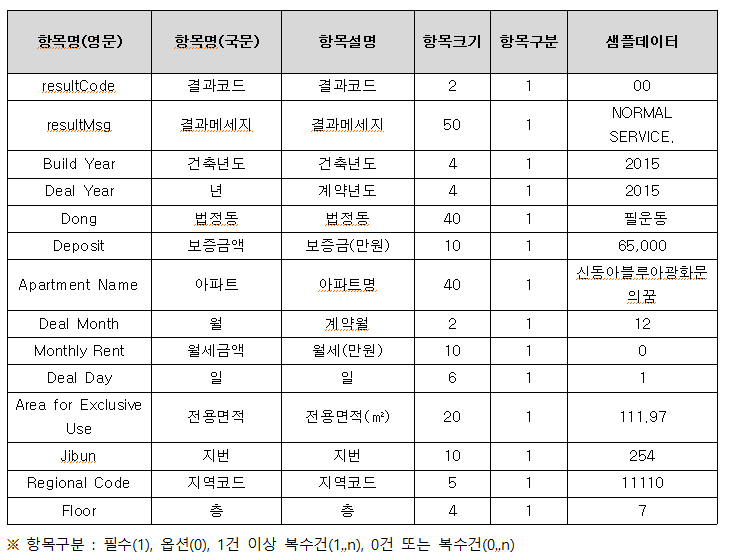 항목명(영문) 항목명(국문) 항목설명 항목크기 항목구분 샘플데이터
resultCode 결과코드 결과코드 2 1 00
resultMsg 결과메세지 결과메세지 50 1 NORMAL
SERVICE.
Build Year 건축년도 건축년도 4 1 2015
Deal Year 년 계약년도 4 1 2015
Dong 법정동 법정동 40 1 필운동
Deposit 보증금액 보증금(만원) 10 1 65,000
Apartment Name 아파트 아파트명 40 1 신동아블루아광화문
의꿈
Deal Month 월 계약월 2 1 12
Monthly Rent 월세금액 월세(만원) 10 1 0
Deal Day 일 일 6 1 1
Area for Exclusive
Use 전용면적 전용면적(㎡) 20 1 111.97
Jibun 지번 지번 10 1 254
Regional Code 지역코드 지역코드 5 1 11110
Floor 층 층 4 1 7
※ 항목구분 : 필수(1), 옵션(0), 1건 이상 복수건(1..n), 0건 또는 복수건(0..n)